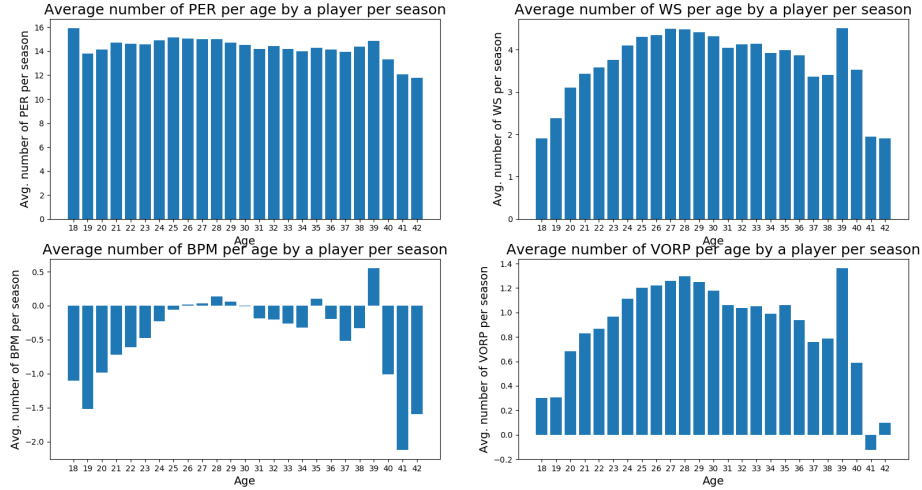 Average number of PER per age by a player per season
Avg. number of PER per season
16
14
12
10
8
6
4
2
0
18 19 20 21 22 23 24 25 26 27 28 29 30 31 32 33 34 35 36 37 38 39 40 41 42
Age
Average number of WS per age by a player per season
Avg. number of WS per season
4
3
2
1
0
18 19 20 21 22 23 24 25 26 27 28 29 30 31 32 33 34 35 36 37 38 39 40 41 42
Age
Average number of BPM per age by a player per season
Avg. number of BPM per season
0.5
0.0
−0.5
−1.0
−1.5
−2.0
18 19 20 21 22 23 24 25 26 27 28 29 30 31 32 33 34 35 36 37 38 39 40 41 42
Age
Average number of VORP per age by a player per season
Avg. number of VORP per season
1.4
1.2
1.0
0.8
0.6
0.4
0.2
0.0
−0.2
18 19 20 21 22 23 24 25 26 27 28 29 30 31 32 33 34 35 36 37 38 39 40 41 42
Age